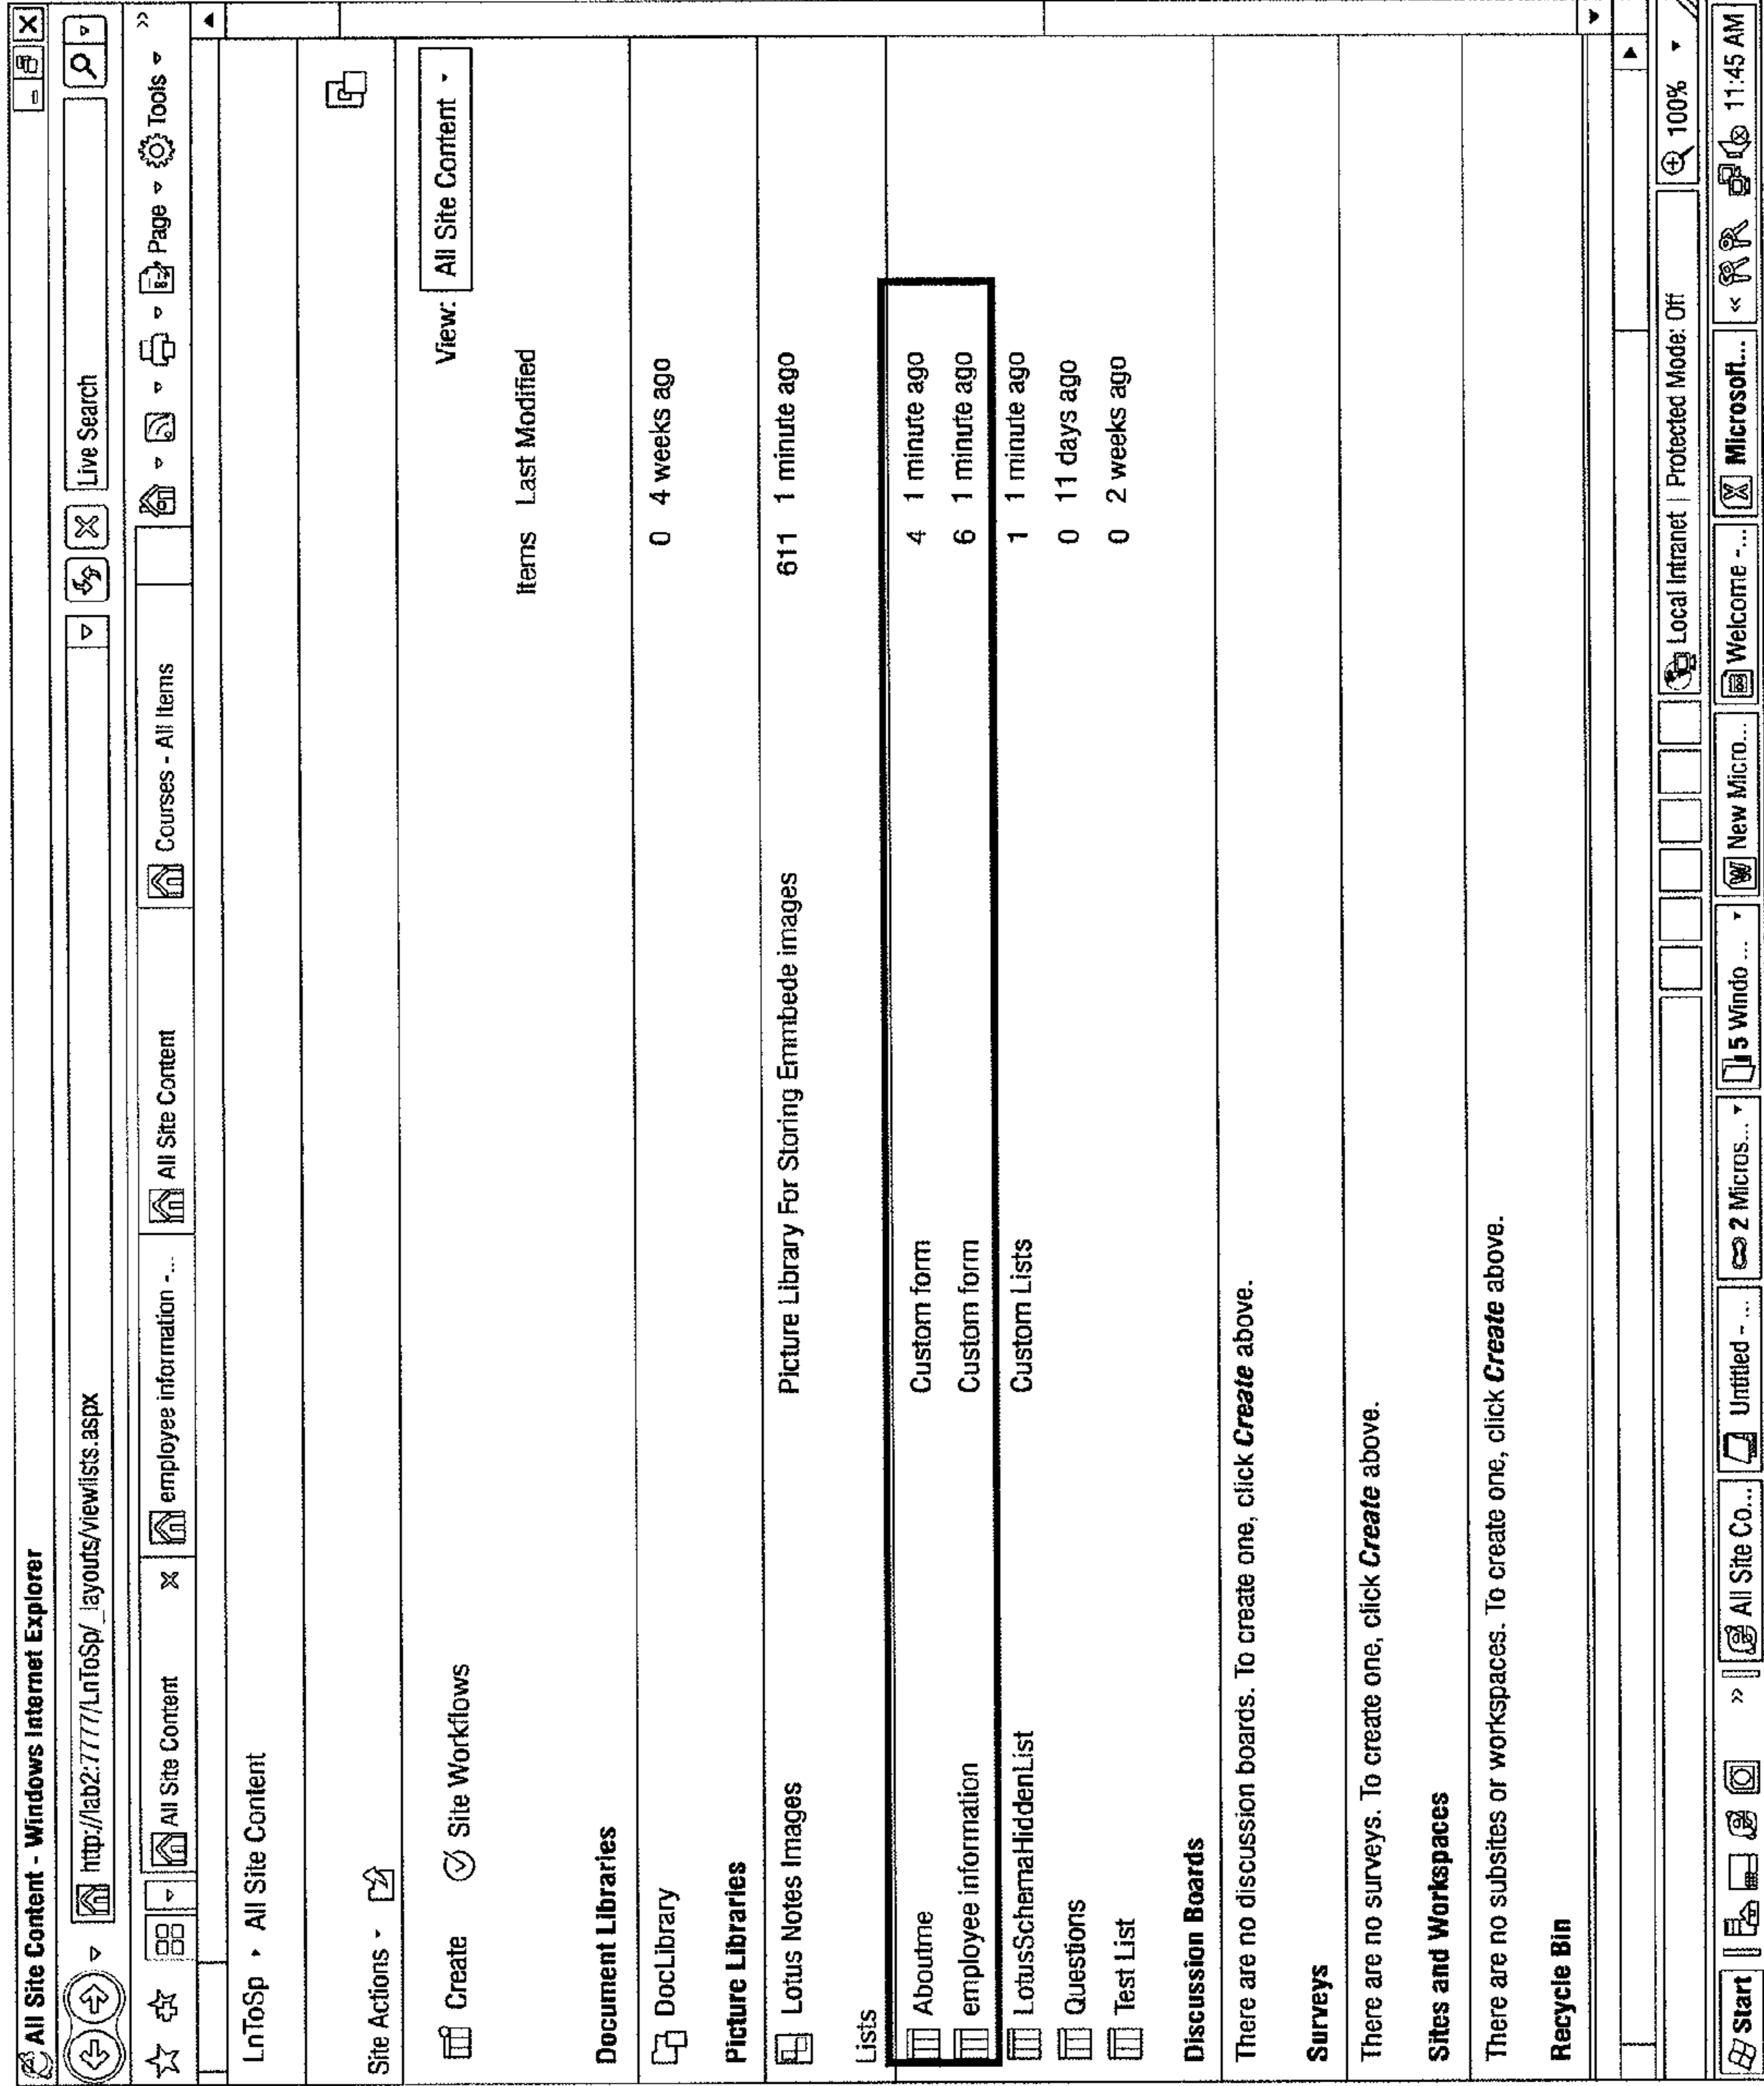 All Site Content - Windows Internet Explorer
http://lab2:7777/LnToSp/_layouts/viewlists.aspx Live Search
All Site Content employee information -... All Site Content Courses - All Items Page Tools »
LnToSp All Site Content
Site Actions
Create Site Workflows View: All Site Content
Items Last Modified
Document Libraries
DocLibrary 0 4 weeks ago
Picture Libraries
Lotus Notes Images Picture Library For Storing Emmbede images 611 1 minute ago
Lists
Aboutme Custom form 4 1 minute ago
employee information Custom form 6 1 minute ago
LotusSchemaHiddenList Custom Lists 1 1 minute ago
Questions 0 11 days ago
Test List 0 2 weeks ago
Discussion Boards
There are no discussion boards. To create one, click Create above.
Surveys
There are no surveys. To create one, click Create above.
Sites and Workspaces
There are no subsites or workspaces. To create one, click Create above.
Recycle Bin
Local Intranet | Protected Mode: Off 100%
Start » All Site Co... Untitled - ... 2 Micros... 5 Windo ... New Micro... Welcome -... Microsoft... « 11:45 AM